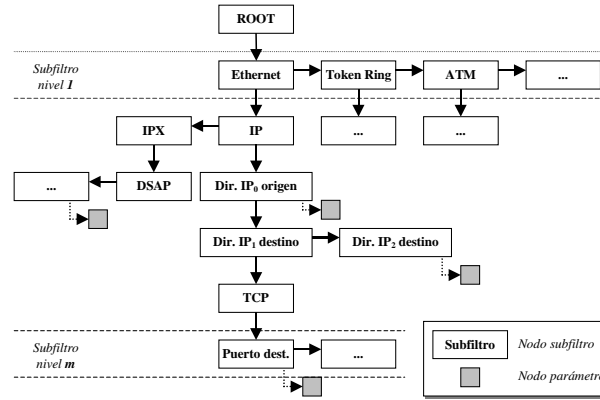 ROOT
Subfiltro
nivel 1
Ethernet
Token Ring
ATM
...
IPX
IP
...
...
...
DSAP
Dir. IP0 origen
Dir. IP1 destino
Dir. IP2 destino
TCP
Subfiltro
nivel m
Puerto dest.
...
Subfiltro
Nodo subfiltro
Nodo parámetro